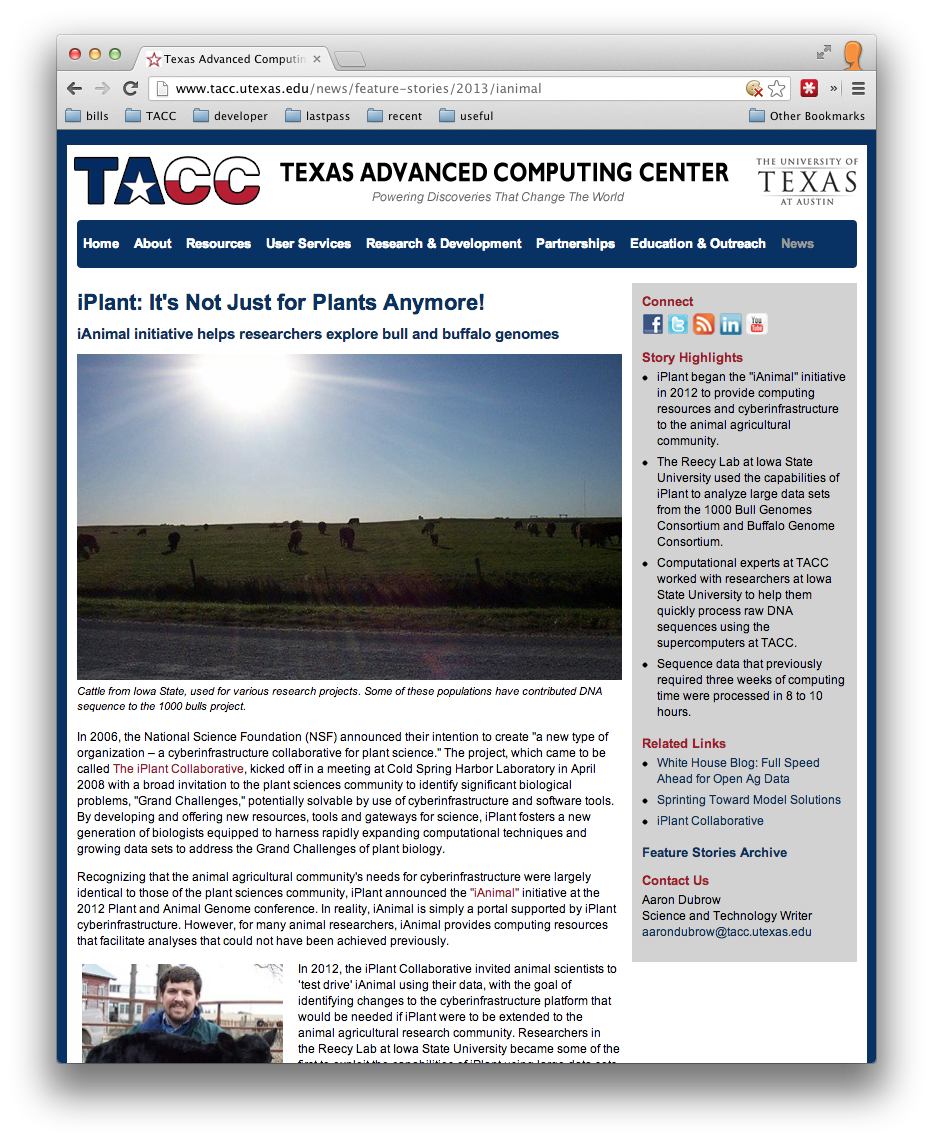 Texas Advanced Computin
www.tacc.utexas.edu/news/feature-stories/2013/ianimal
bills TACC developer lastpass recent useful Other Bookmarks
TACC
TEXAS ADVANCED COMPUTING CENTER
Powering Discoveries That Change The World
THE UNIVERSITY OF
TEXAS
AT AUSTIN
Home About Resources User Services Research & Development Partnerships Education & Outreach News
iPlant: It's Not Just for Plants Anymore!
iAnimal initiative helps researchers explore bull and buffalo genomes
Cattle from Iowa State, used for various research projects. Some of these populations have contributed DNA
sequence to the 1000 bulls project.
In 2006, the National Science Foundation (NSF) announced their intention to create "a new type of
organization – a cyberinfrastructure collaborative for plant science." The project, which came to be
called The iPlant Collaborative, kicked off in a meeting at Cold Spring Harbor Laboratory in April
2008 with a broad invitation to the plant sciences community to identify significant biological
problems, "Grand Challenges," potentially solvable by use of cyberinfrastructure and software tools.
By developing and offering new resources, tools and gateways for science, iPlant fosters a new
generation of biologists equipped to harness rapidly expanding computational techniques and
growing data sets to address the Grand Challenges of plant biology.
Recognizing that the animal agricultural community's needs for cyberinfrastructure were largely
identical to those of the plant sciences community, iPlant announced the "iAnimal" initiative at the
2012 Plant and Animal Genome conference. In reality, iAnimal is simply a portal supported by iPlant
cyberinfrastructure. However, for many animal researchers, iAnimal provides computing resources
that facilitate analyses that could not have been achieved previously.
In 2012, the iPlant Collaborative invited animal scientists to
'test drive' iAnimal using their data, with the goal of
identifying changes to the cyberinfrastructure platform that
would be needed if iPlant were to be extended to the
animal agricultural research community. Researchers in
the Reecy Lab at Iowa State University became some of the
first to exploit the capabilities of iPlant using large data sets
Connect
You
Tube
Story Highlights
iPlant began the "iAnimal" initiative
in 2012 to provide computing
resources and cyberinfrastructure
to the animal agricultural
community.
The Reecy Lab at Iowa State
University used the capabilities of
iPlant to analyze large data sets
from the 1000 Bull Genomes
Consortium and Buffalo Genome
Consortium.
Computational experts at TACC
worked with researchers at Iowa
State University to help them
quickly process raw DNA
sequences using the
supercomputers at TACC.
Sequence data that previously
required three weeks of computing
time were processed in 8 to 10
hours.
Related Links
White House Blog: Full Speed
Ahead for Open Ag Data
Sprinting Toward Model Solutions
iPlant Collaborative
Feature Stories Archive
Contact Us
Aaron Dubrow
Science and Technology Writer
aarondubrow@tacc.utexas.edu